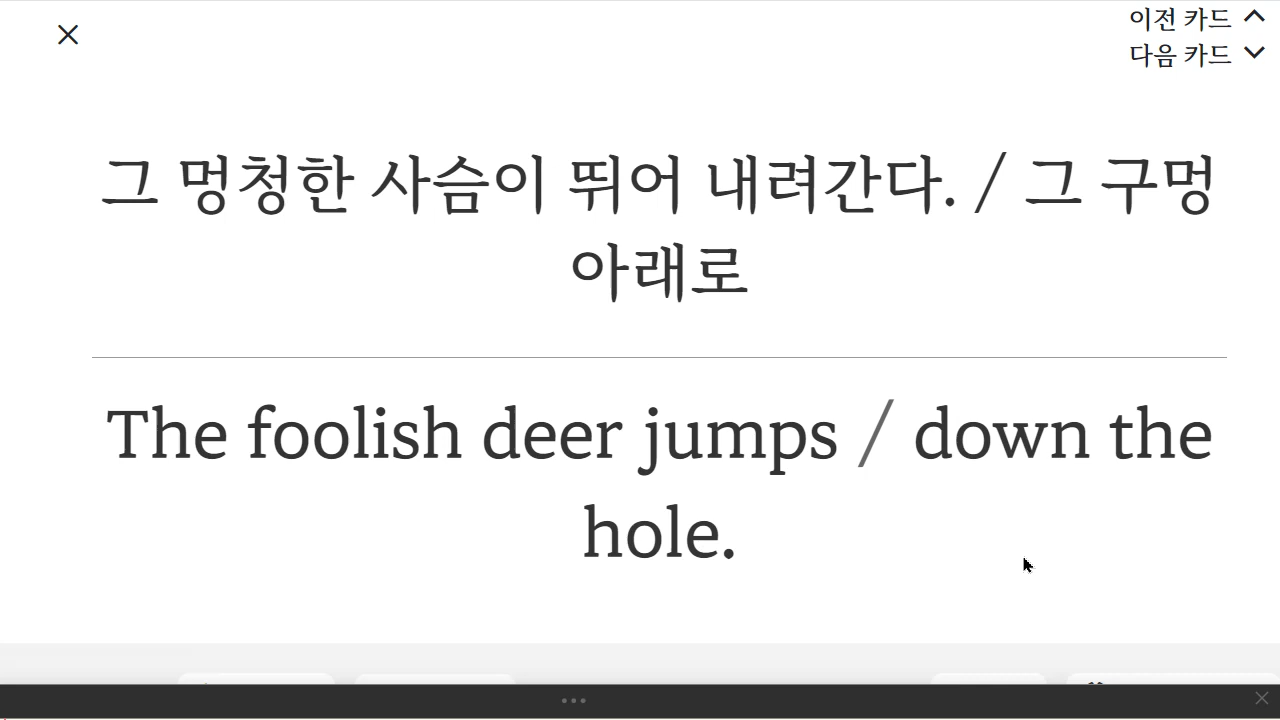 이전 카드
다음 카드
그 멍청한 사슴이 뛰어 내려간다. / 그 구멍
아래로
The foolish deer jumps / down the
hole.